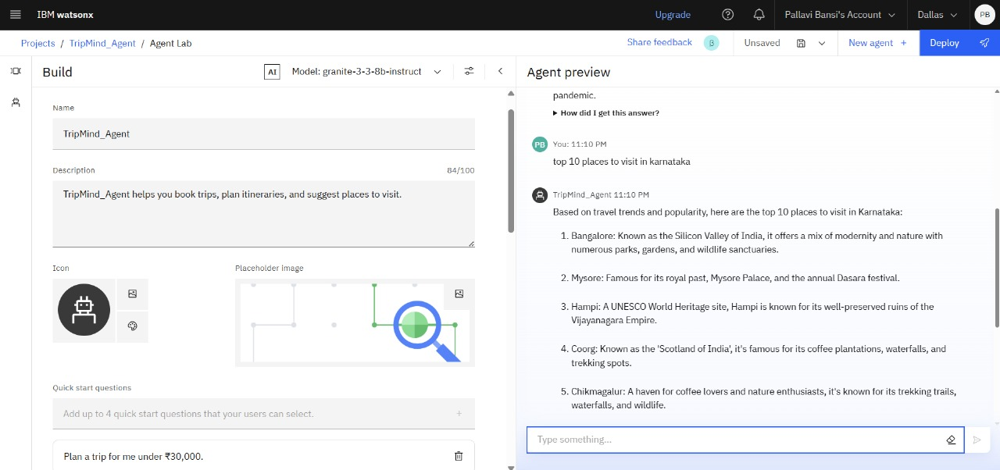 IBM watsonx
Upgrade
Pallavi Bansi's Account
Dallas
PB
Projects / TripMind_Agent / Agent Lab
Share feedback
β
Unsaved
New agent +
Deploy
Build
AI
Model: granite-3-3-8b-instruct
Name
TripMind_Agent
Description
84/100
TripMind_Agent helps you book trips, plan itineraries, and suggest places to visit.
Icon
Placeholder image
Quick start questions
Add up to 4 quick start questions that your users can select.
+
Plan a trip for me under ₹30,000.
Agent preview
pandemic.
How did I get this answer?
PB
You: 11:10 PM
top 10 places to visit in karnataka
TripMind_Agent 11:10 PM
Based on travel trends and popularity, here are the top 10 places to visit in Karnataka:
1. Bangalore: Known as the Silicon Valley of India, it offers a mix of modernity and nature with
numerous parks, gardens, and wildlife sanctuaries.
2. Mysore: Famous for its royal past, Mysore Palace, and the annual Dasara festival.
3. Hampi: A UNESCO World Heritage site, Hampi is known for its well-preserved ruins of the
Vijayanagara Empire.
4. Coorg: Known as the 'Scotland of India', it's famous for its coffee plantations, waterfalls, and
trekking spots.
5. Chikmagalur: A haven for coffee lovers and nature enthusiasts, it's known for its trekking trails,
waterfalls, and wildlife.
Type something...